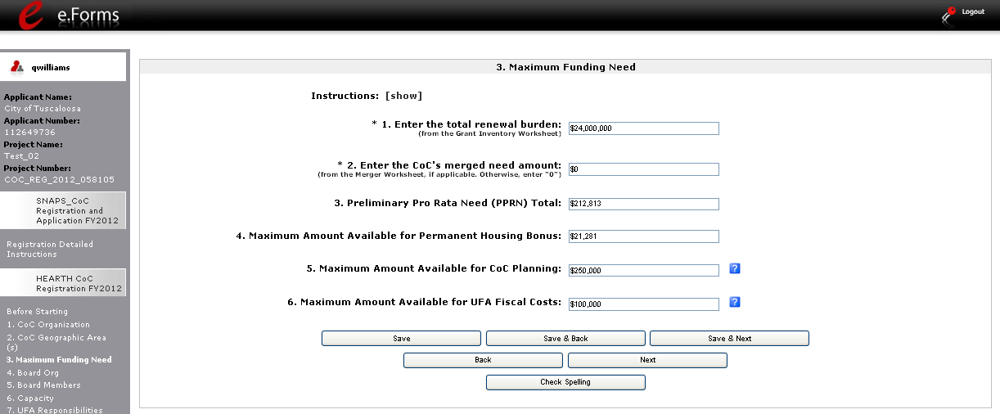 e e.Forms
Logout
qwilliams
Applicant Name:
City of Tuscaloosa
Applicant Number:
112649736
Project Name:
Test_02
Project Number:
COC_REG_2012_058105
SNAPS_CoC
Registration and
Application FY2012
Registration Detailed
Instructions
HEARTH CoC
Registration FY2012
Before Starting
1. CoC Organization
2. CoC Geographic Area
(s)
3. Maximum Funding Need
4. Board Org
5. Board Members
6. Capacity
7. UFA Responsibilities
3. Maximum Funding Need
Instructions: [show]
* 1. Enter the total renewal burden: $24,000,000
(from the Grant Inventory Worksheet)
* 2. Enter the CoC's merged need amount: $0
(from the Merger Worksheet, if applicable. Otherwise, enter "0")
3. Preliminary Pro Rata Need (PPRN) Total: $212,813
4. Maximum Amount Available for Permanent Housing Bonus: $21,281
5. Maximum Amount Available for CoC Planning: $250,000 ?
6. Maximum Amount Available for UFA Fiscal Costs: $100,000 ?
Save Save & Back Save & Next
Back Next
Check Spelling